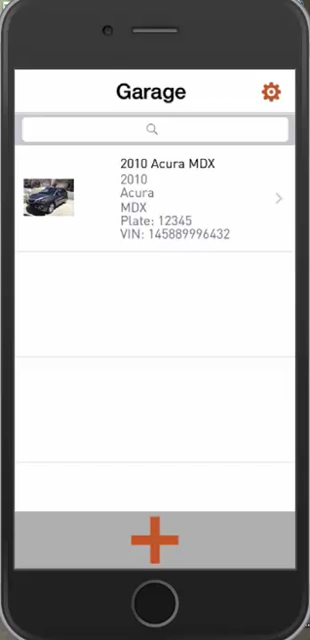 Garage
2010 Acura MDX
2010
Acura
MDX
Plate: 12345
VIN: 145889996432